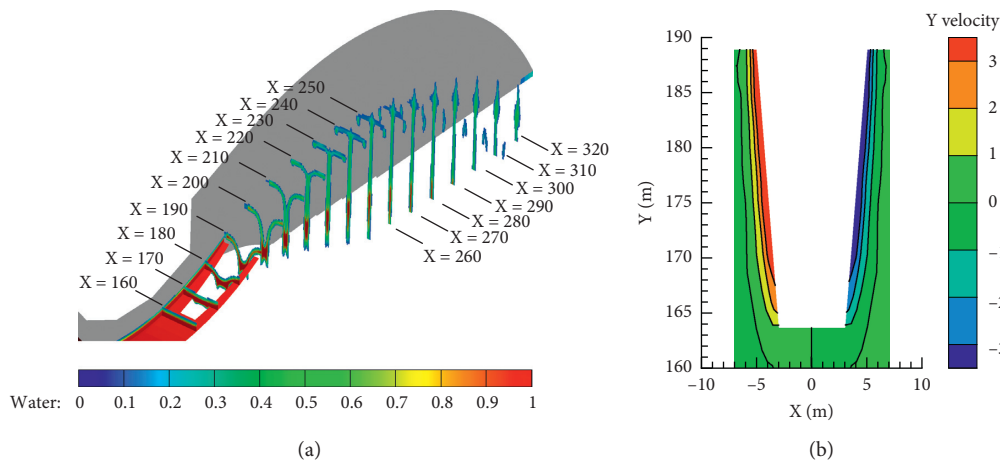 X = 250
X = 240
X = 230
X = 220
X = 210
X = 200
X = 190
X = 180
X = 170
X = 160
X = 320
X = 310
X = 300
X = 290
X = 280
X = 270
X = 260
Water: 0 0.1 0.2 0.3 0.4 0.5 0.6 0.7 0.8 0.9 1
(a)
Y velocity
190
185
180
175
170
165
160
Y (m)
−10 −5 0 5 10
X (m)
3
2
1
0
−
−2
(b)